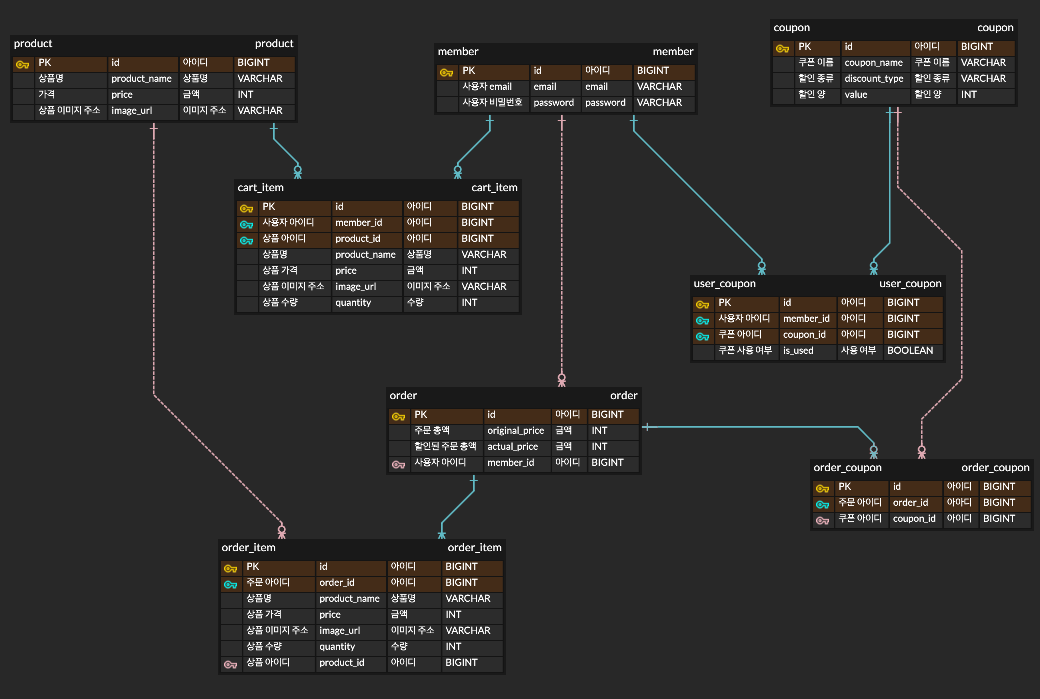 product product
PK id 아이디 BIGINT
상품명 product_name 상품명 VARCHAR
가격 price 금액 INT
상품 이미지 주소 image_url 이미지 주소 VARCHAR
member member
PK id 아이디 BIGINT
사용자 email email email VARCHAR
사용자 비밀번호 password password VARCHAR
coupon coupon
PK id 아이디 BIGINT
쿠폰 이름 coupon_name 쿠폰 이름 VARCHAR
할인 종류 discount_type 할인 종류 VARCHAR
할인 양 value 할인 양 INT
cart_item cart_item
PK id 아이디 BIGINT
사용자 아이디 member_id 아이디 BIGINT
상품 아이디 product_id 아이디 BIGINT
상품명 product_name 상품명 VARCHAR
상품 가격 price 금액 INT
상품 이미지 주소 image_url 이미지 주소 VARCHAR
상품 수량 quantity 수량 INT
user_coupon user_coupon
PK id 아이디 BIGINT
사용자 아이디 member_id 아이디 BIGINT
쿠폰 아이디 coupon_id 아이디 BIGINT
쿠폰 사용 여부 is_used 사용 여부 BOOLEAN
order order
PK id 아이디 BIGINT
주문 총액 original_price 금액 INT
할인된 주문 총액 actual_price 금액 INT
사용자 아이디 member_id 아이디 BIGINT
order_coupon order_coupon
PK id 아이디 BIGINT
주문 아이디 order_id 아이디 BIGINT
쿠폰 아이디 coupon_id 아이디 BIGINT
order_item order_item
PK id 아이디 BIGINT
주문 아이디 order_id 아이디 BIGINT
상품명 product_name 상품명 VARCHAR
상품 가격 price 금액 INT
상품 이미지 주소 image_url 이미지 주소 VARCHAR
상품 수량 quantity 수량 INT
상품 아이디 product_id 아이디 BIGINT